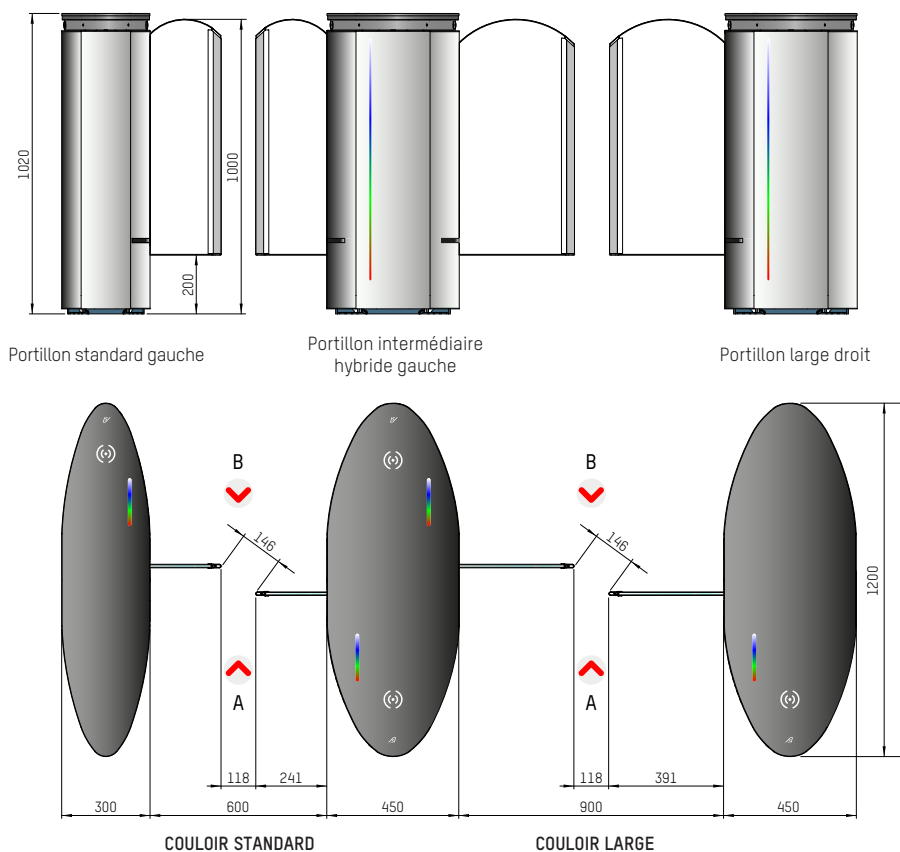 1020
1000
200
Portillon standard gauche
Portillon intermédiaire
hybride gauche
Portillon large droit
B
B
146
146
1200
A
A
118
241
118
391
300
600
450
900
450
COULOIR STANDARD
COULOIR LARGE